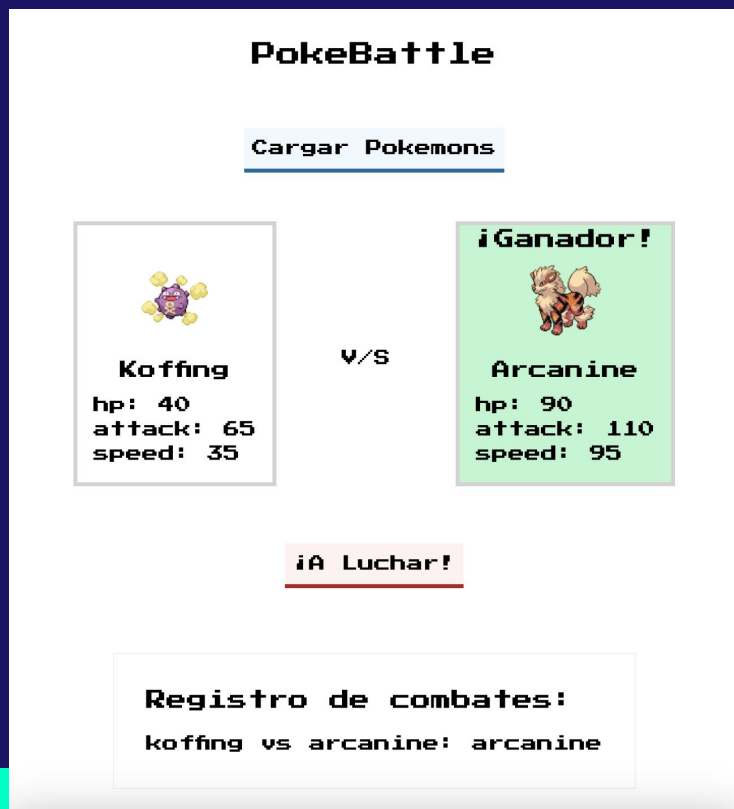 PokeBattle
Cargar Pokemons
¡Ganador!
Koffing
hp: 40
attack: 65
speed: 35
V/S
Arcanine
hp: 90
attack: 110
speed: 95
¡A Luchar!
Registro de combates:
koffing vs arcanine: arcanine